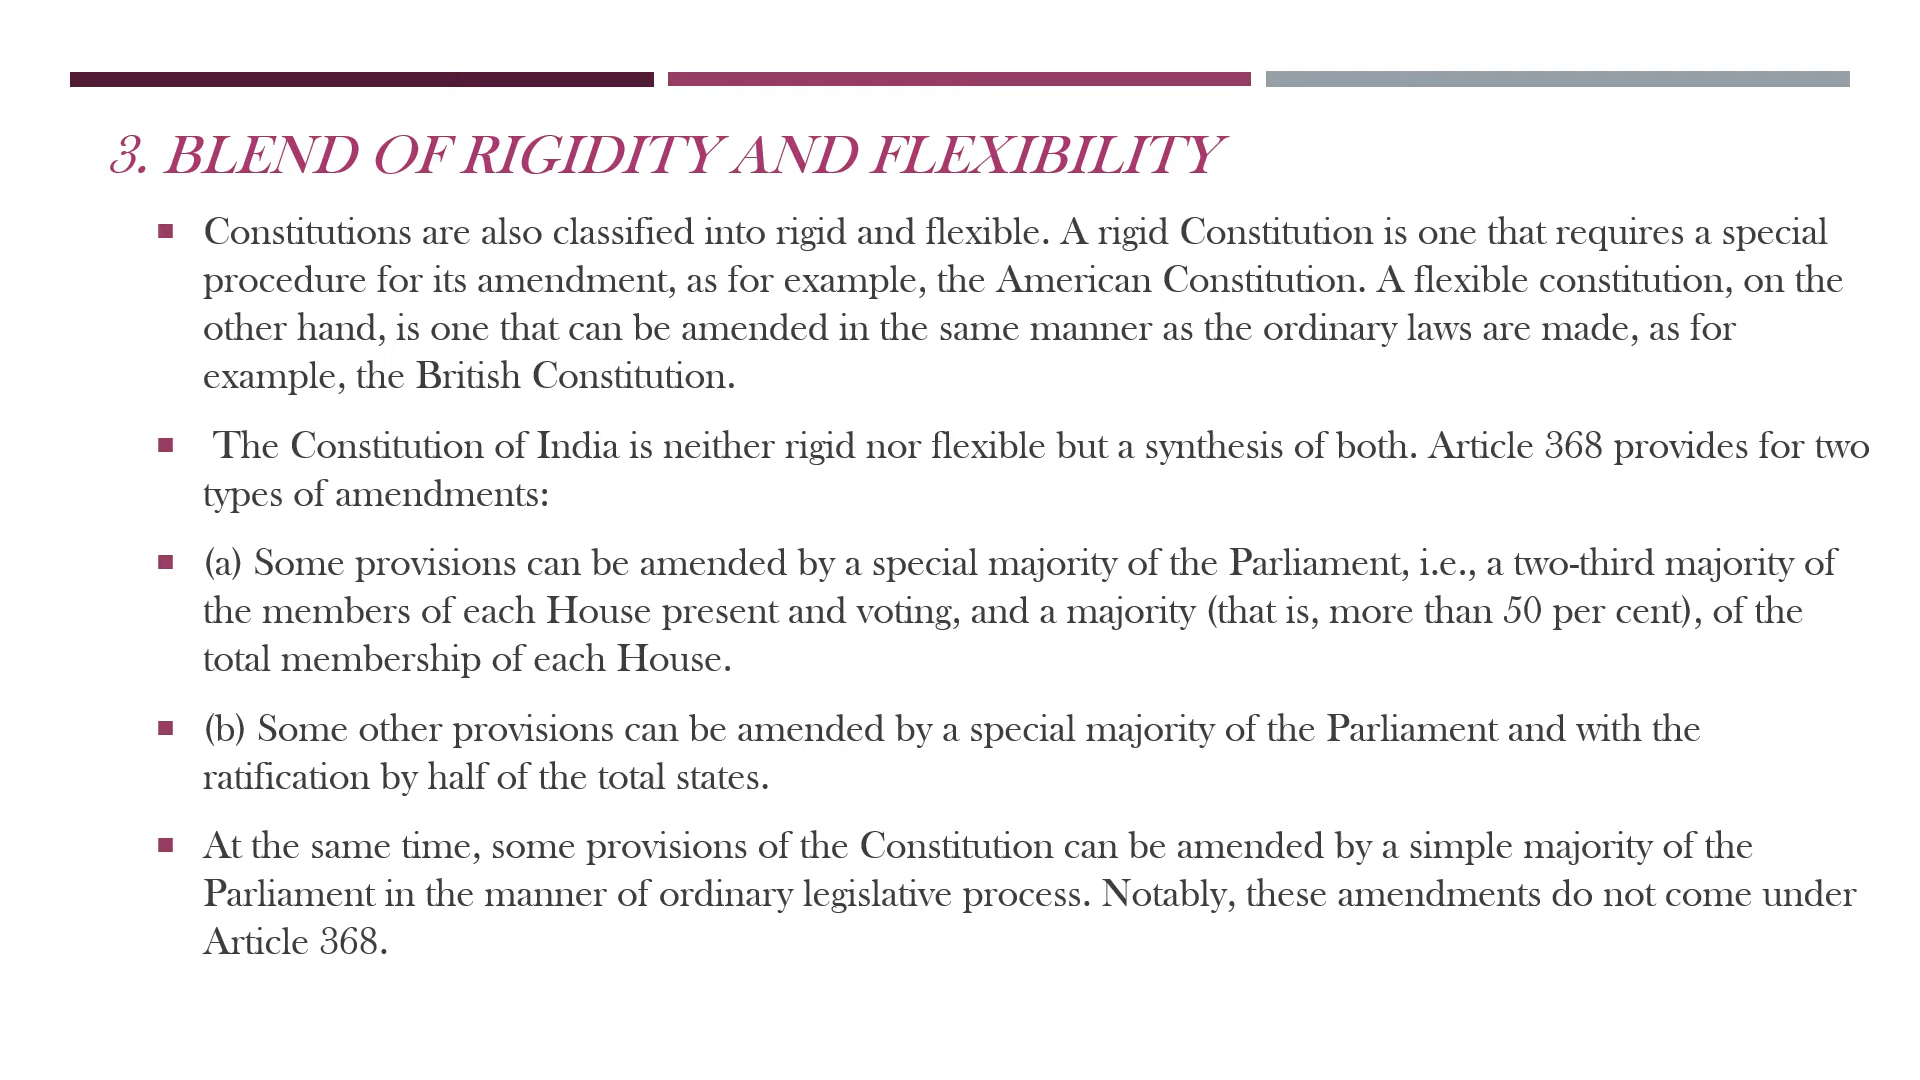 3. BLEND OF RIGIDITY AND FLEXIBILITY
▪ Constitutions are also classified into rigid and flexible. A rigid Constitution is one that requires a special
procedure for its amendment, as for example, the American Constitution. A flexible constitution, on the
other hand, is one that can be amended in the same manner as the ordinary laws are made, as for
example, the British Constitution.
▪ The Constitution of India is neither rigid nor flexible but a synthesis of both. Article 368 provides for two
types of amendments:
▪ (a) Some provisions can be amended by a special majority of the Parliament, i.e., a two-third majority of
the members of each House present and voting, and a majority (that is, more than 50 per cent), of the
total membership of each House.
▪ (b) Some other provisions can be amended by a special majority of the Parliament and with the
ratification by half of the total states.
▪ At the same time, some provisions of the Constitution can be amended by a simple majority of the
Parliament in the manner of ordinary legislative process. Notably, these amendments do not come under
Article 368.